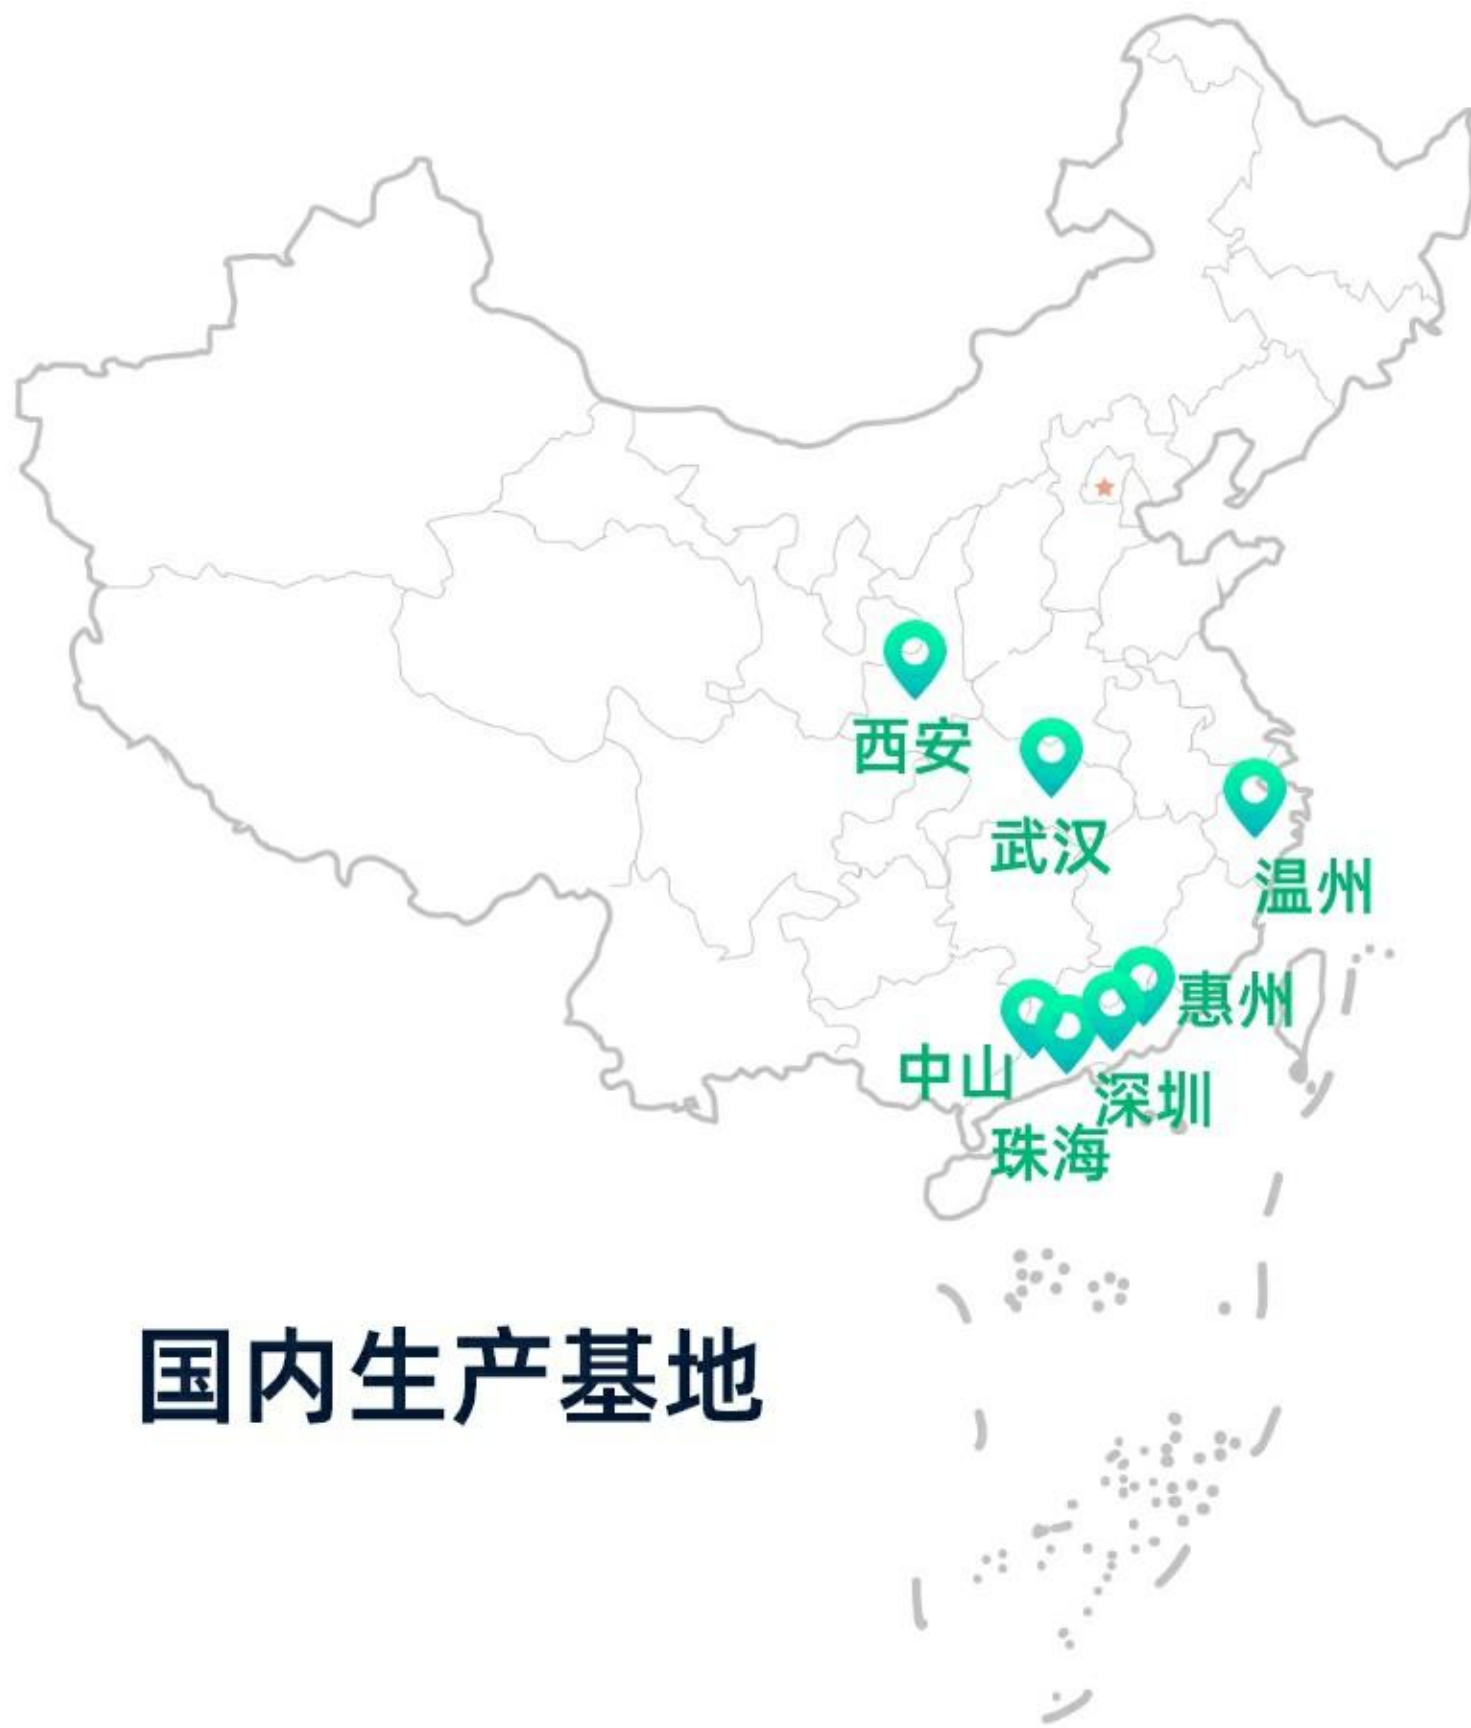 西安
武汉
温州
惠州
中山
深圳
珠海
国内生产基地